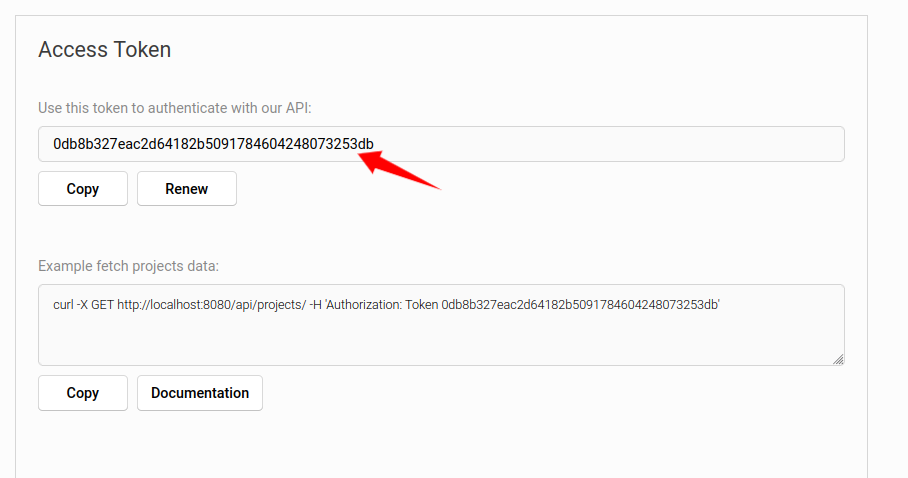 Access Token
Use this token to authenticate with our API:
0db8b327eac2d64182b5091784604248073253db
Copy
Renew
Example fetch projects data:
curl -X GET http://localhost:8080/api/projects/ -H 'Authorization: Token 0db8b327eac2d64182b5091784604248073253db'
Copy
Documentation